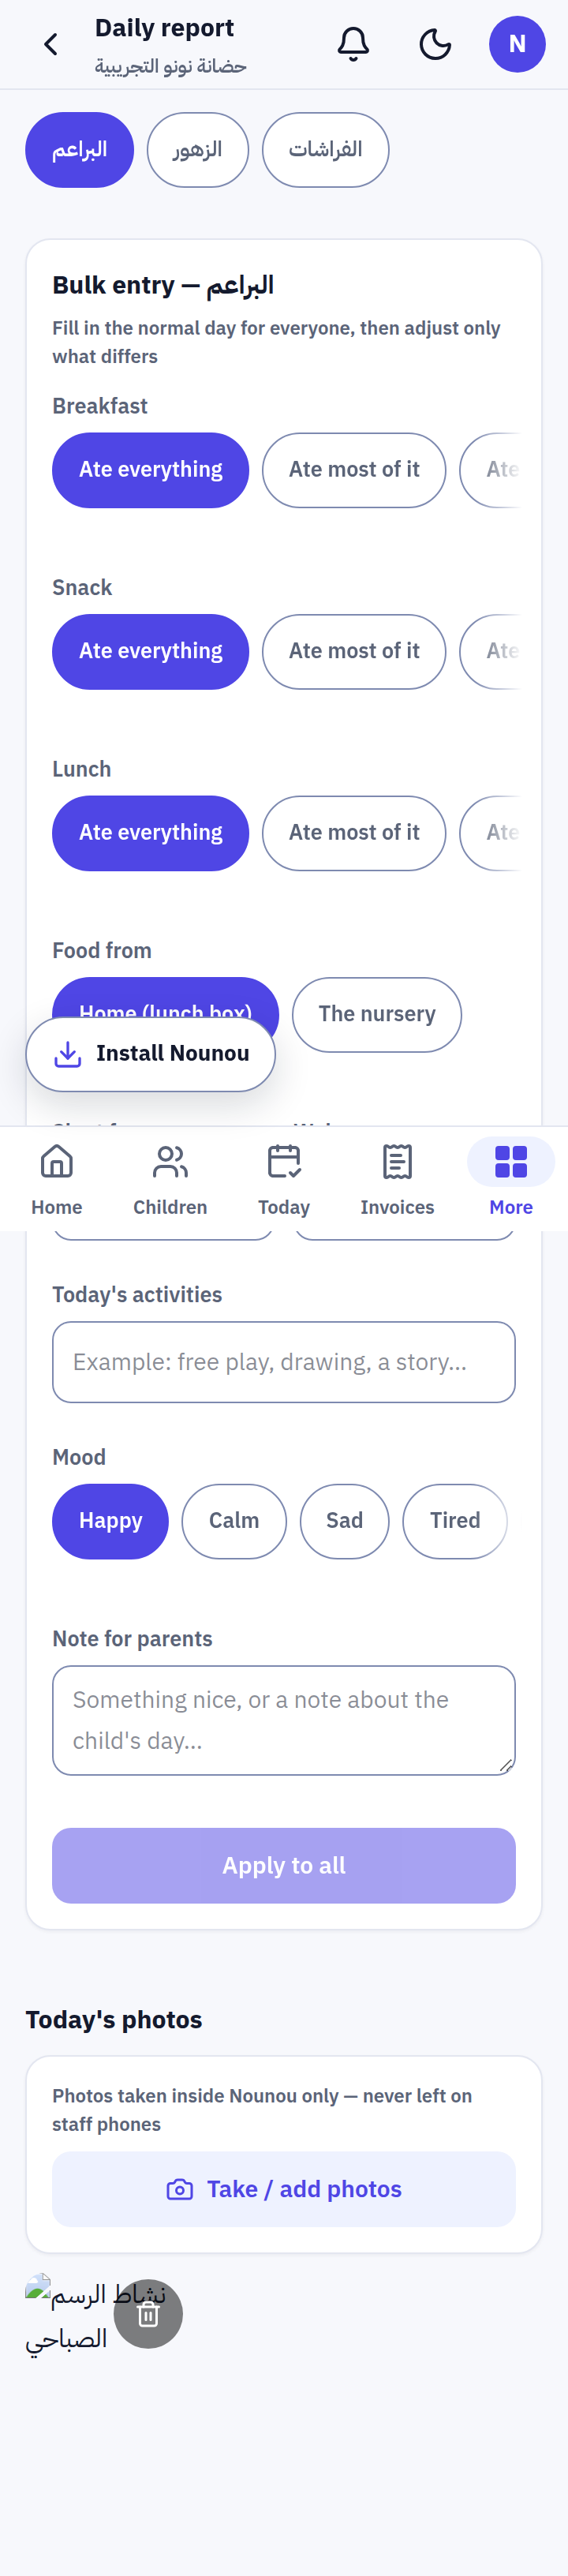 Daily report
حضانة نونو التجريبية
N
البراعم
الزهور
الفراشات
Bulk entry — البراعم
Fill in the normal day for everyone, then adjust only
what differs
Breakfast
Ate everything
Ate most of it
Ate
Snack
Ate everything
Ate most of it
Ate
Lunch
Ate everything
Ate most of it
Ate
Food from
Home (lunch box)
The nursery
Install Nounou
Home
Children
Today
Invoices
More
Today's activities
Example: free play, drawing, a story...
Mood
Happy
Calm
Sad
Tired
Note for parents
Something nice, or a note about the
child's day...
Apply to all
Today's photos
Photos taken inside Nounou only — never left on
staff phones
Take / add photos
نشاط الرسم
الصباحي